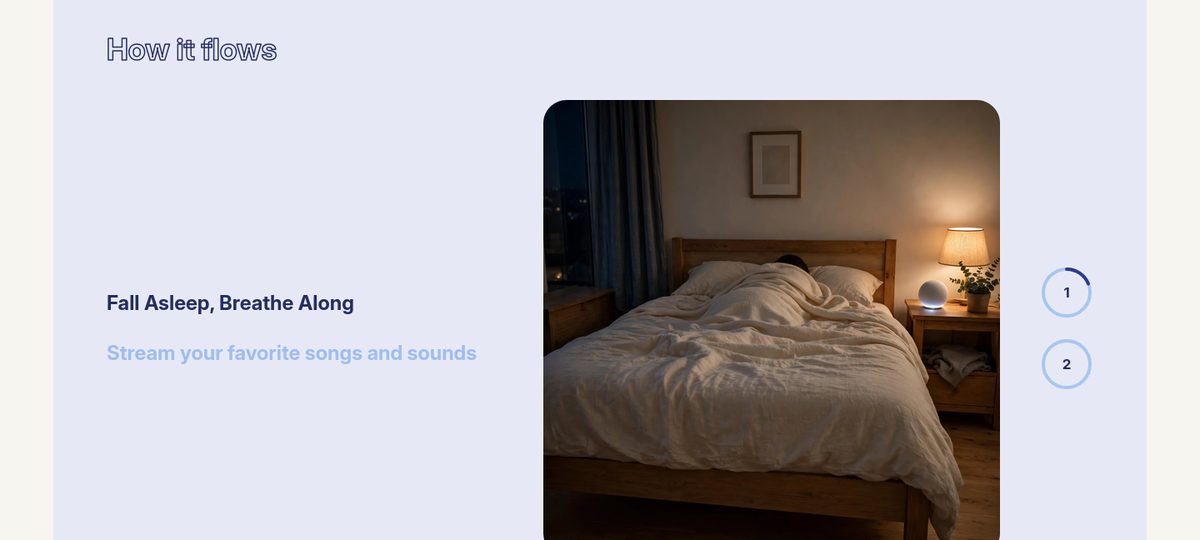 How it flows
Fall Asleep, Breathe Along
Stream your favorite songs and sounds
1
2